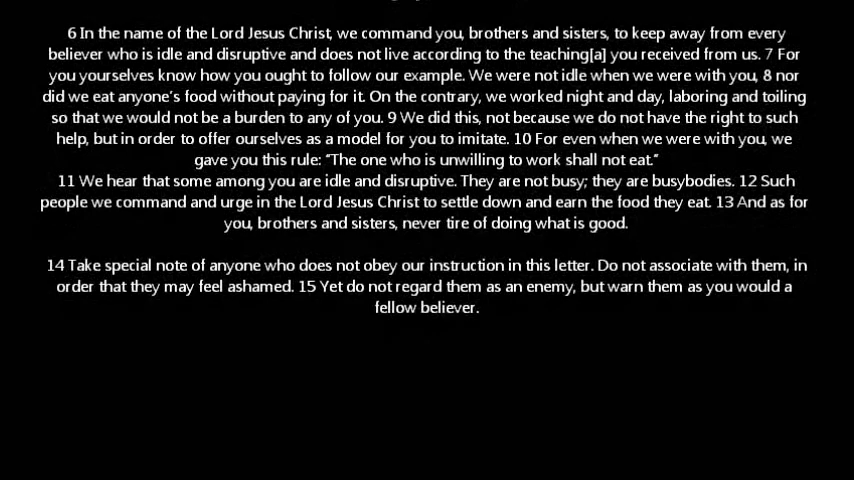 6 In the name of the Lord Jesus Christ, we command you, brothers and sisters, to keep away from every
believer who is idle and disruptive and does not live according to the teaching[a] you received from us. 7 For
you yourselves know how you ought to follow our example. We were not idle when we were with you, 8 nor
did we eat anyone's food without paying for it. On the contrary, we worked night and day, laboring and toiling
so that we would not be a burden to any of you. 9 We did this, not because we do not have the right to such
help, but in order to offer ourselves as a model for you to imitate. 10 For even when we were with you, we
gave you this rule: "The one who is unwilling to work shall not eat."
11 We hear that some among you are idle and disruptive. They are not busy; they are busybodies. 12 Such
people we command and urge in the Lord Jesus Christ to settle down and earn the food they eat. 13 And as for
you, brothers and sisters, never tire of doing what is good.
14 Take special note of anyone who does not obey our instruction in this letter. Do not associate with them, in
order that they may feel ashamed. 15 Yet do not regard them as an enemy, but warn them as you would a
fellow believer.